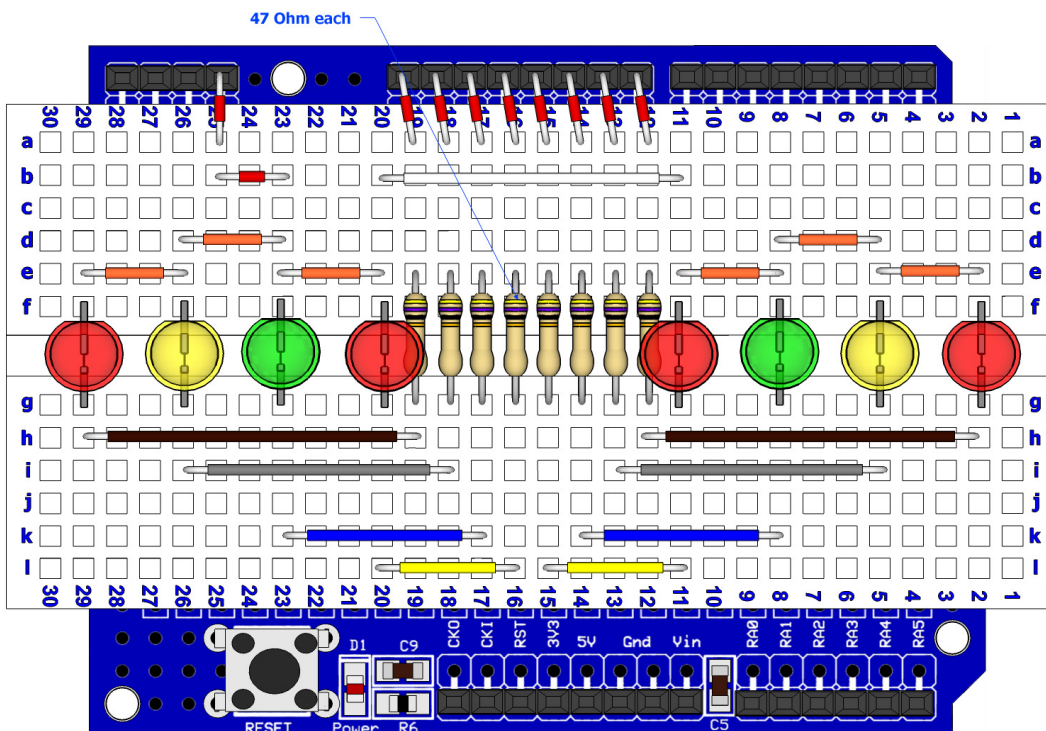 47 Ohm each
30 29 28 27 26 25 24 23 22 21 20 19 18 17 16 15 14 13 12 11 10 9 8 7 6 5 4 3 2 1
a a
b b
c c
d d
e e
f f
g g
h h
i i
j j
k k
l l
30 29 28 27 26 25 24 23 22 21 20 19 18 17 16 15 14 13 12 11 10 9 8 7 6 5 4 3 2 1
D1 C9 CKO CKI RST 3V3 5V Gnd Vin RA0 RA1 RA2 RA3 RA4 RA5
RESET Power R6 C5